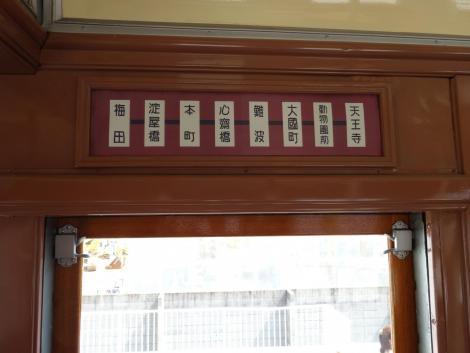 梅田
淀屋橋
本町
心齋橋
難波
大國町
動物園前
天王寺